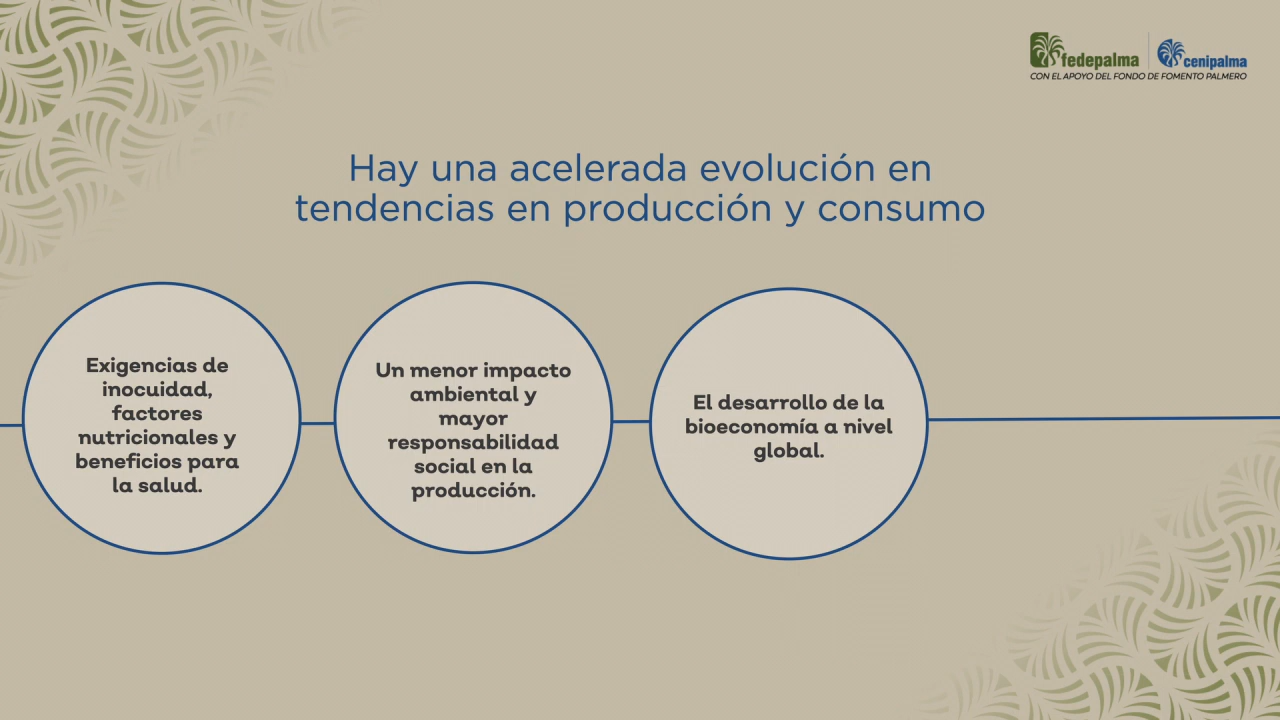 fedepalma
cenipalma
CON EL APOYO DEL FONDO DE FOMENTO PALMERO
Hay una acelerada evolución en
tendencias en producción y consumo
Exigencias de
inocuidad,
factores
nutricionales y
beneficios para
la salud.
Un menor impacto
ambiental y
mayor
responsabilidad
social en la
producción.
El desarrollo de la
bioeconomía a nivel
global.